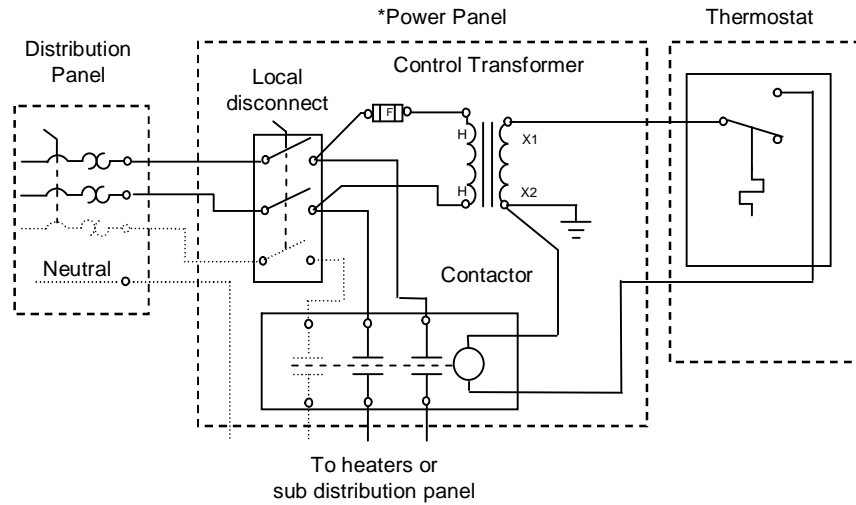 *Power Panel
Thermostat
Distribution
Panel
Local
disconnect
Control Transformer
F
H
X1
H
X2
Neutral
Contactor
To heaters or
sub distribution panel